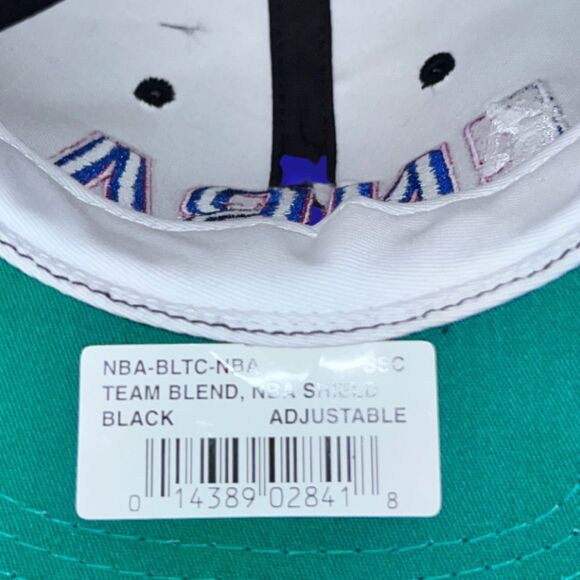 NBA-BLTC-NBA SSC
TEAM BLEND, NBA SHIELD
BLACK ADJUSTABLE
0 14389 02841 8